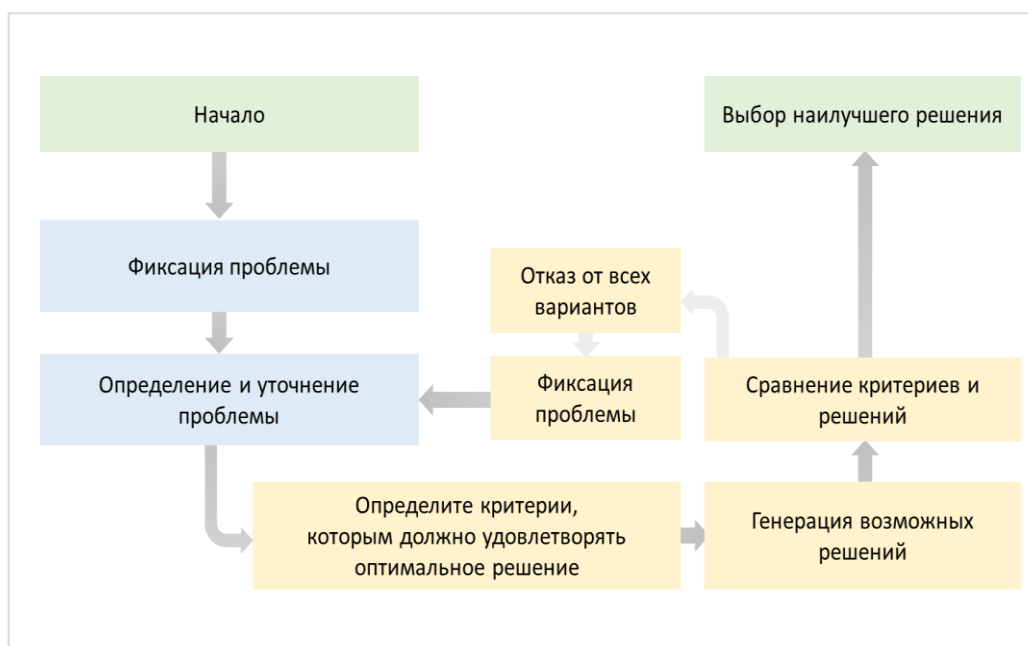 Начало
Выбор наилучшего решения
Фиксация проблемы
Отказ от всех
вариантов
Определение и уточнение
проблемы
Фиксация
проблемы
Сравнение критериев и
решений
Определите критерии,
которым должно удовлетворять
оптимальное решение
Генерация возможных
решений